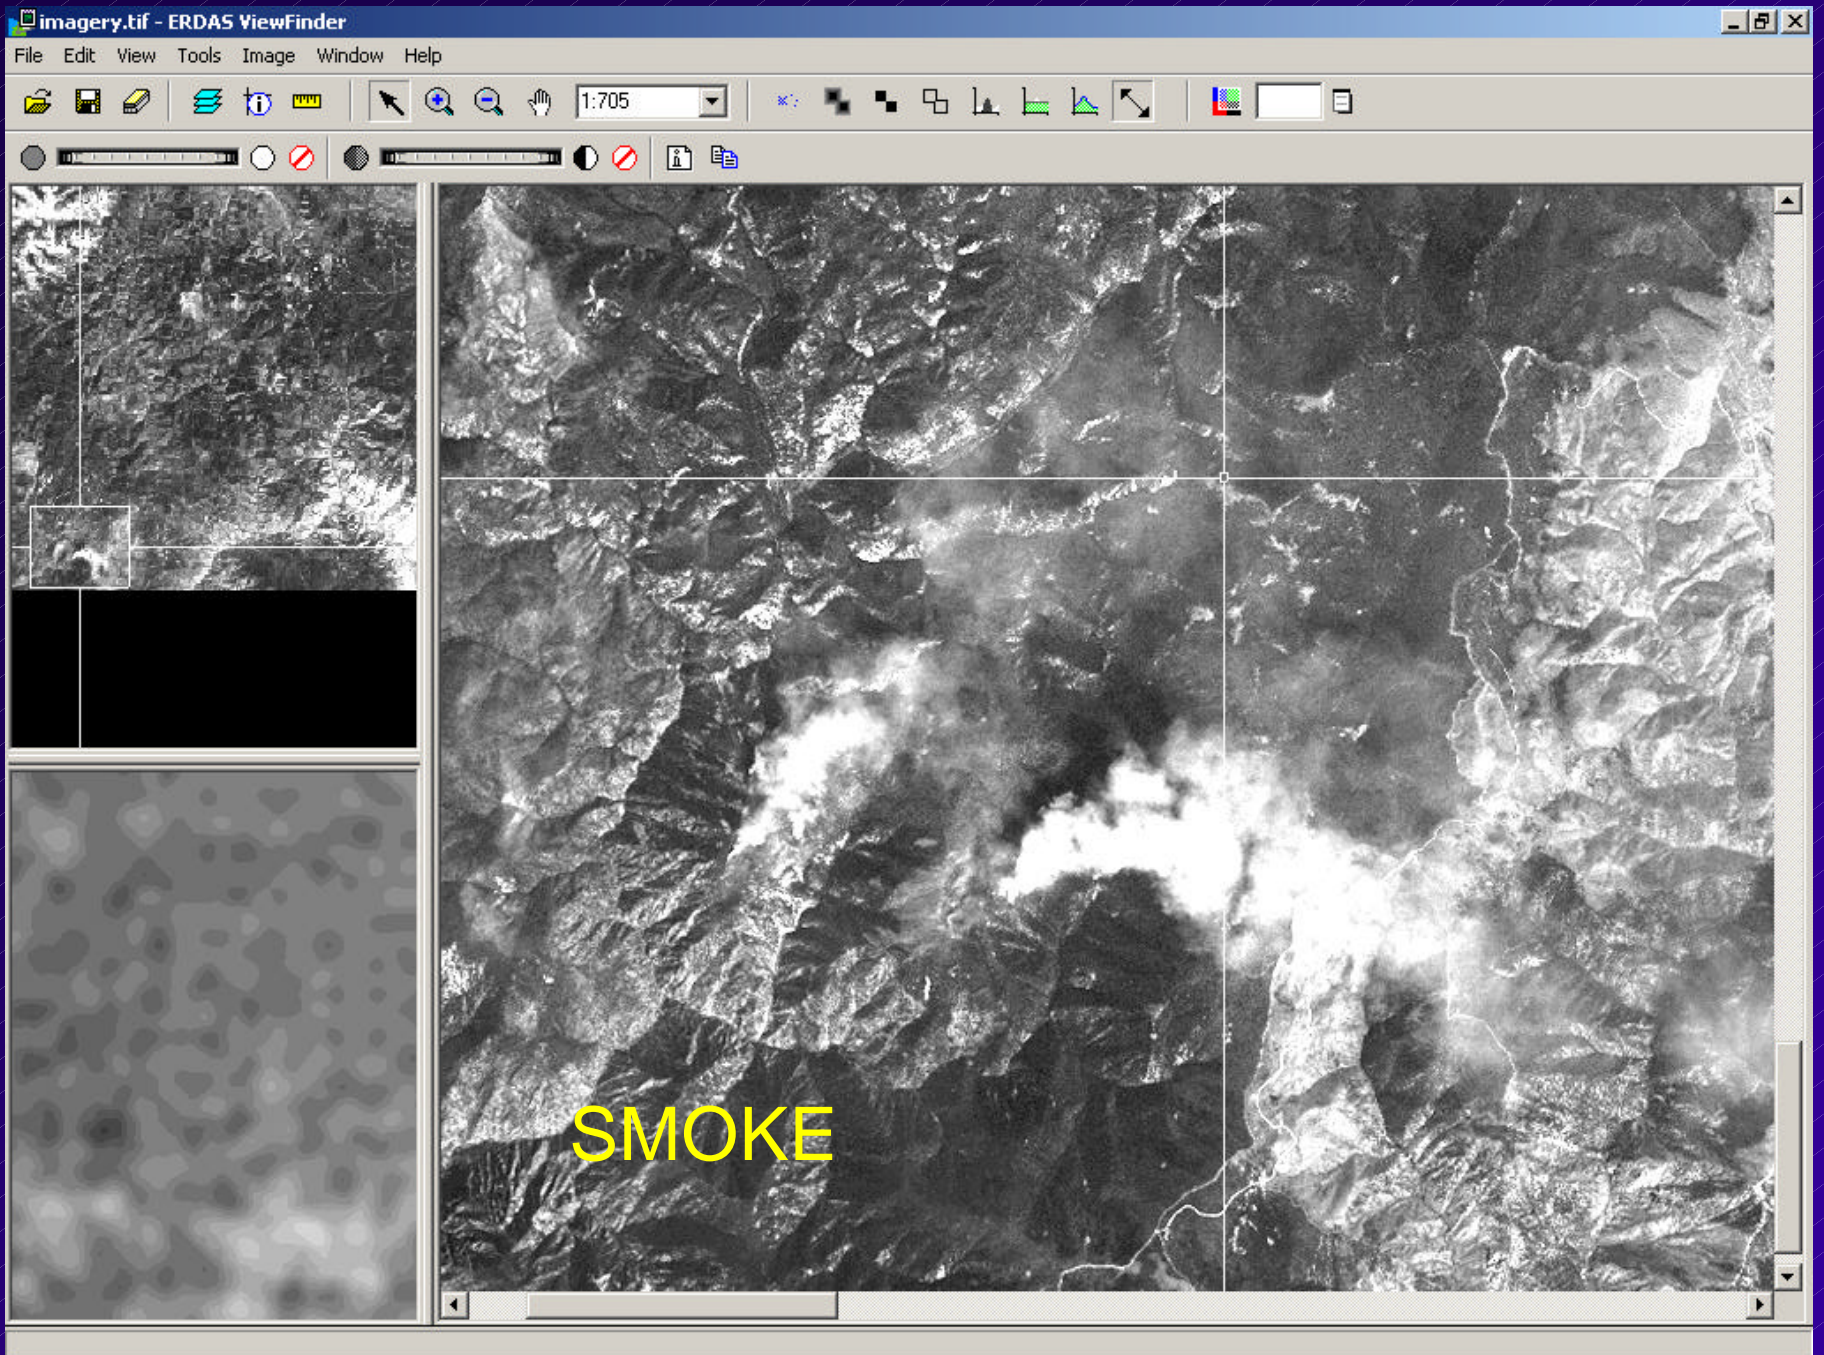 imagery.tif - ERDAS ViewFinder
File Edit View Tools Image Window Help
1:705
SMOKE